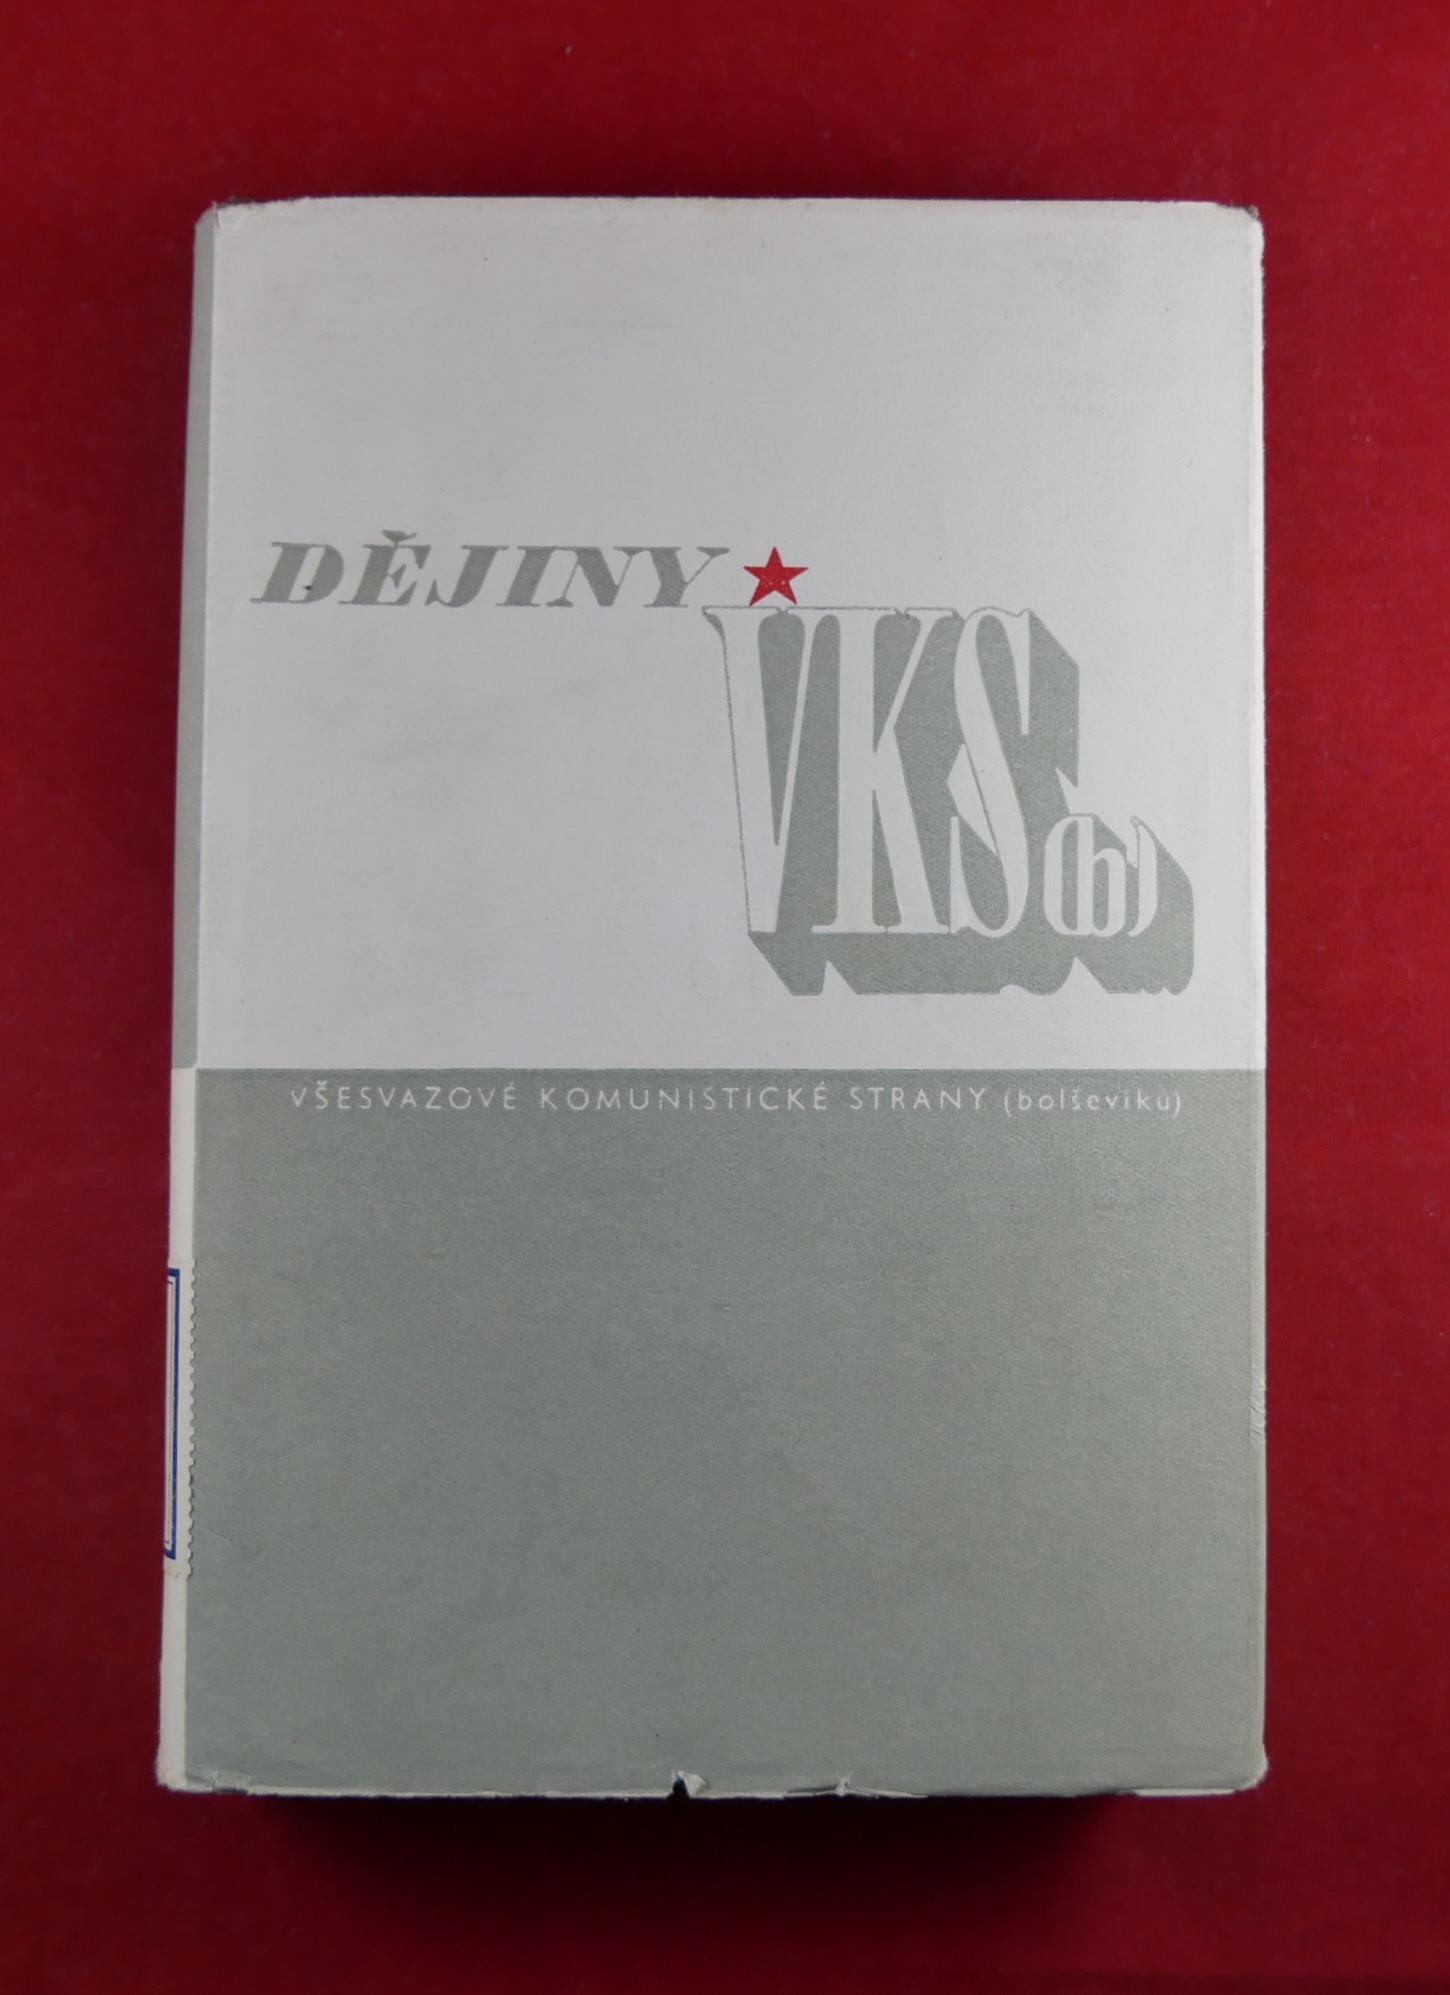 DĚJINY
VKS(b)
VŠESVAZOVÉ KOMUNISTICKÉ STRANY (bolševiků)